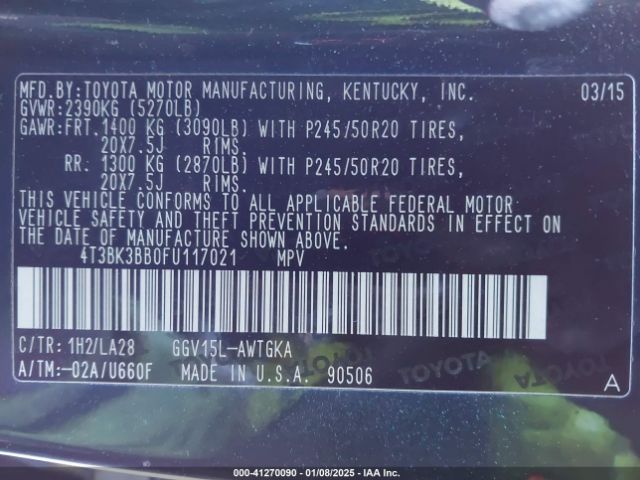 MFD.BY:TOYOTA MOTOR MANUFACTURING, KENTUCKY, INC. 03/15
GVWR:2390KG (5270LB)
GAWR:FRT.1400 KG (3090LB) WITH P245/50R20 TIRES,
20X7.5J RIMS.
RR. 1300 KG (2870LB) WITH P245/50R20 TIRES,
20X7.5J RIMS.
THIS VEHICLE CONFORMS TO ALL APPLICABLE FEDERAL MOTOR
VEHICLE SAFETY AND THEFT PREVENTION STANDARDS IN EFFECT ON
THE DATE OF MANUFACTURE SHOWN ABOVE.
4T3BK3BB0FU117021 MPV
C/TR: 1H2/LA28 GGV15L-AWTGKA
A/TM:-02A/U660F MADE IN U.S.A. 90506 A
000-41270090 - 01/08/2025 - IAA Inc.